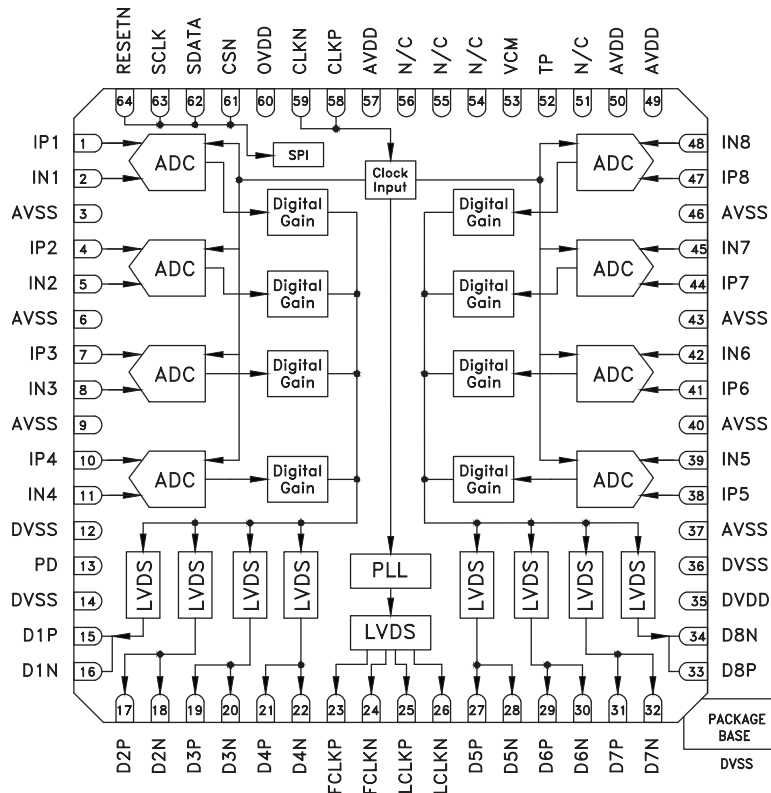 RESETN SCLK SDATA CSN OVDD CLKN CLKP AVDD N/C N/C N/C VCM TP N/C AVDD AVDD
64 63 62 61 60 59 58 57 56 55 54 53 52 51 50 49
IP1 1
IN1 2
AVSS 3
IP2 4
IN2 5
AVSS 6
IP3 7
IN3 8
AVSS 9
IP4 10
IN4 11
DVSS 12
PD 13
DVSS 14
D1P 15
D1N 16
ADC
ADC
ADC
ADC
SPI
Clock
Input
Digital
Gain
Digital
Gain
Digital
Gain
Digital
Gain
Digital
Gain
Digital
Gain
Digital
Gain
Digital
Gain
ADC
ADC
ADC
ADC
48 IN8
47 IP8
46 AVSS
45 IN7
44 IP7
43 AVSS
42 IN6
41 IP6
40 AVSS
39 IN5
38 IP5
37 AVSS
36 DVSS
35 DVDD
34 D8N
33 D8P
LVDS LVDS LVDS LVDS
PLL
LVDS
LVDS LVDS LVDS LVDS
17 18 19 20 21 22 23 24 25 26 27 28 29 30 31 32
D2P D2N D3P D3N D4P D4N FCLKP FCLKN LCLKP LCLKN D5P D5N D6P D6N D7P D7N
PACKAGE
BASE
DVSS